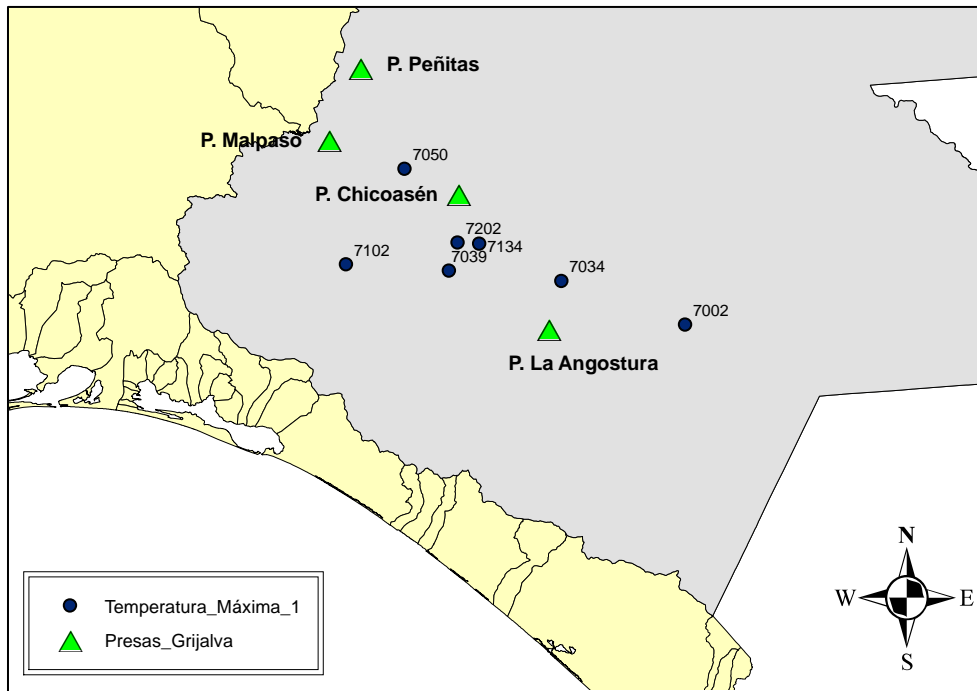 P. Peñitas
P. Malpaso
7050
P. Chicoasén
7202
7134
7102
7039
7034
7002
P. La Angostura
N
W
E
S
Temperatura_Máxima_1
Presas_Grijalva